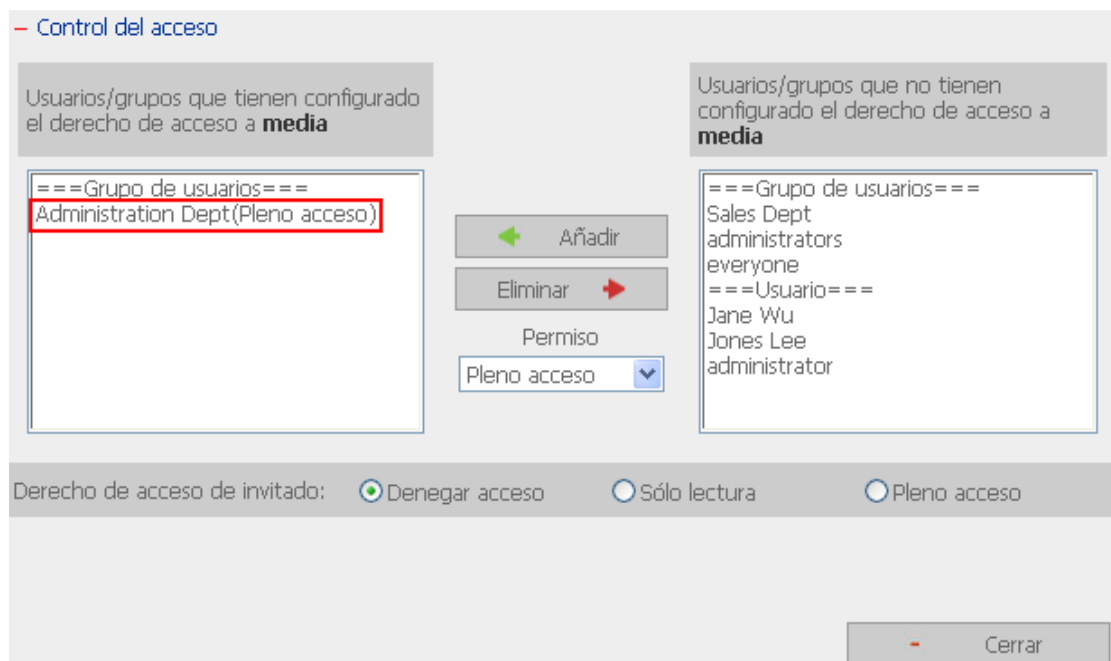 – Control del acceso
Usuarios/grupos que tienen configurado
el derecho de acceso a media
Usuarios/grupos que no tienen
configurado el derecho de acceso a
media
===Grupo de usuarios===
Administration Dept(Pleno acceso)
Añadir
Eliminar
Permiso
Pleno acceso
===Grupo de usuarios===
Sales Dept
administrators
everyone
===Usuario===
Jane Wu
Jones Lee
administrator
Derecho de acceso de invitado: Denegar acceso Sólo lectura Pleno acceso
- Cerrar